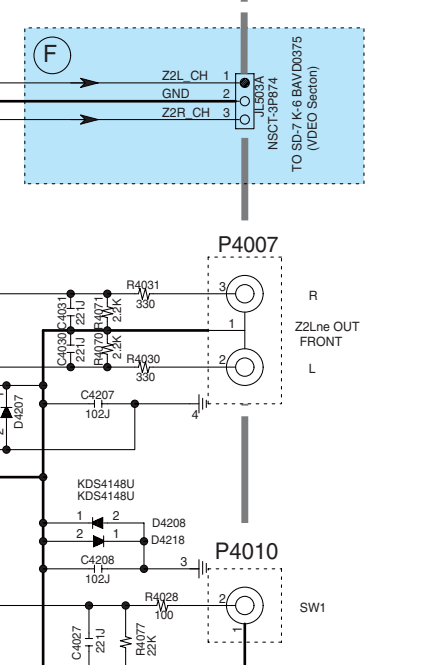 F
Z2L_CH 1
GND 2
Z2R_CH 3
JL503A
NSCT-3P874
TO SD-7 K-6 BAVD0375
(VDEO Secton)
P4007
R4031
330
3
R
C4031
221J
R4071
2.2K
1
Z2Lne OUT
FRONT
C4030
221J
R4070
2.2K
R4030
330
2
L
C4207
102J
4
D4207
2
KDS4148U
KDS4148U
1 2
D4208
2 1
D4218
C4208
102J
3
P4010
R4028
100
2
SW1
1
C4027
221J
R4077
22K